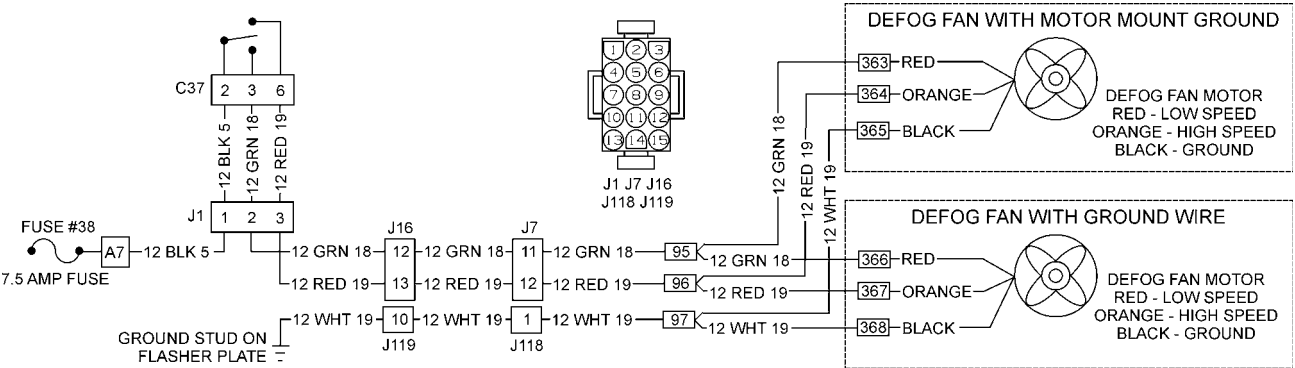 DEFOG FAN WITH MOTOR MOUNT GROUND
363 RED
364 ORANGE
365 BLACK
DEFOG FAN MOTOR
RED - LOW SPEED
ORANGE - HIGH SPEED
BLACK - GROUND
C37 2 3 6
12 BLK 5
12 GRN 18
12 RED 19
1 2 3
4 5 6
7 8 9
10 11 12
13 14 15
J1 J7 J16
J118 J119
12 GRN 18
12 RED 19
12 WHT 19
J1 1 2 3
FUSE #38
A7 12 BLK 5
7.5 AMP FUSE
J16
J7
12 GRN 18 12 12 GRN 18 11 12 GRN 18 95 12 GRN 18
12 RED 19 13 12 RED 19 12 12 RED 19 96 12 RED 19
12 WHT 19 10 12 WHT 19 1 12 WHT 19 97 12 WHT 19
J119
J118
GROUND STUD ON
FLASHER PLATE
DEFOG FAN WITH GROUND WIRE
366 RED
367 ORANGE
368 BLACK
DEFOG FAN MOTOR
RED - LOW SPEED
ORANGE - HIGH SPEED
BLACK - GROUND